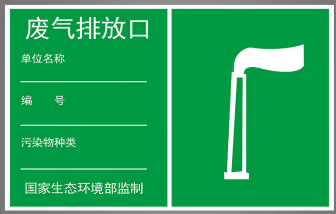 废气排放口
单位名称
编 号
污染物种类
国家生态环境部监制